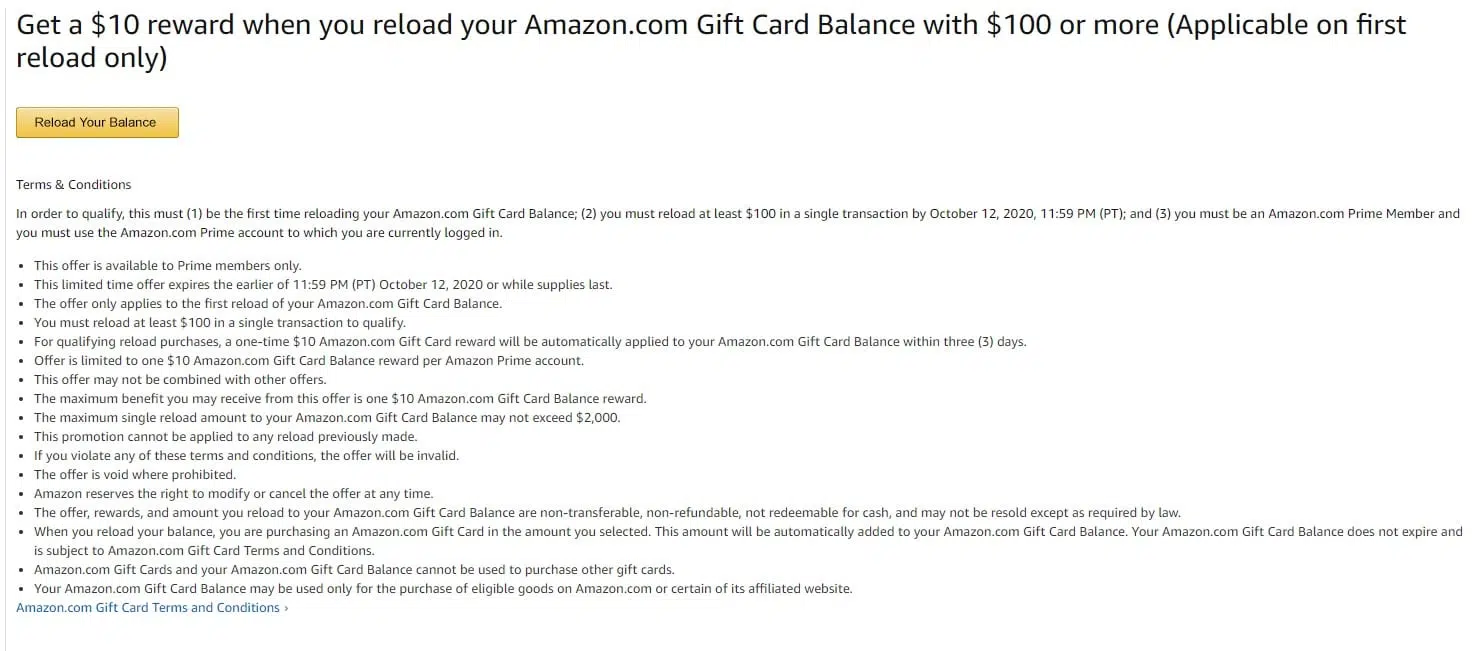 Get a $10 reward when you reload your Amazon.com Gift Card Balance with $100 or more (Applicable on first
reload only)
Reload Your Balance
Terms & Conditions
In order to qualify, this must (1) be the first time reloading your Amazon.com Gift Card Balance; (2) you must reload at least $100 in a single transaction by October 12, 2020, 11:59 PM (PT); and (3) you must be an Amazon.com Prime Member and
you must use the Amazon.com Prime account to which you are currently logged in.
• This offer is available to Prime members only.
• This limited time offer expires the earlier of 11:59 PM (PT) October 12, 2020 or while supplies last.
• The offer only applies to the first reload of your Amazon.com Gift Card Balance.
• You must reload at least $100 in a single transaction to qualify.
• For qualifying reload purchases, a one-time $10 Amazon.com Gift Card reward will be automatically applied to your Amazon.com Gift Card Balance within three (3) days.
• Offer is limited to one $10 Amazon.com Gift Card Balance reward per Amazon Prime account.
• This offer may not be combined with other offers.
• The maximum benefit you may receive from this offer is one $10 Amazon.com Gift Card Balance reward.
• The maximum single reload amount to your Amazon.com Gift Card Balance may not exceed $2,000.
• This promotion cannot be applied to any reload previously made.
• If you violate any of these terms and conditions, the offer will be invalid.
• The offer is void where prohibited.
• Amazon reserves the right to modify or cancel the offer at any time.
• The offer, rewards, and amount you reload to your Amazon.com Gift Card Balance are non-transferable, non-refundable, not redeemable for cash, and may not be resold except as required by law.
• When you reload your balance, you are purchasing an Amazon.com Gift Card in the amount you selected. This amount will be automatically added to your Amazon.com Gift Card Balance. Your Amazon.com Gift Card Balance does not expire and
is subject to Amazon.com Gift Card Terms and Conditions.
• Amazon.com Gift Cards and your Amazon.com Gift Card Balance cannot be used to purchase other gift cards.
• Your Amazon.com Gift Card Balance may be used only for the purchase of eligible goods on Amazon.com or certain of its affiliated website.
Amazon.com Gift Card Terms and Conditions ›